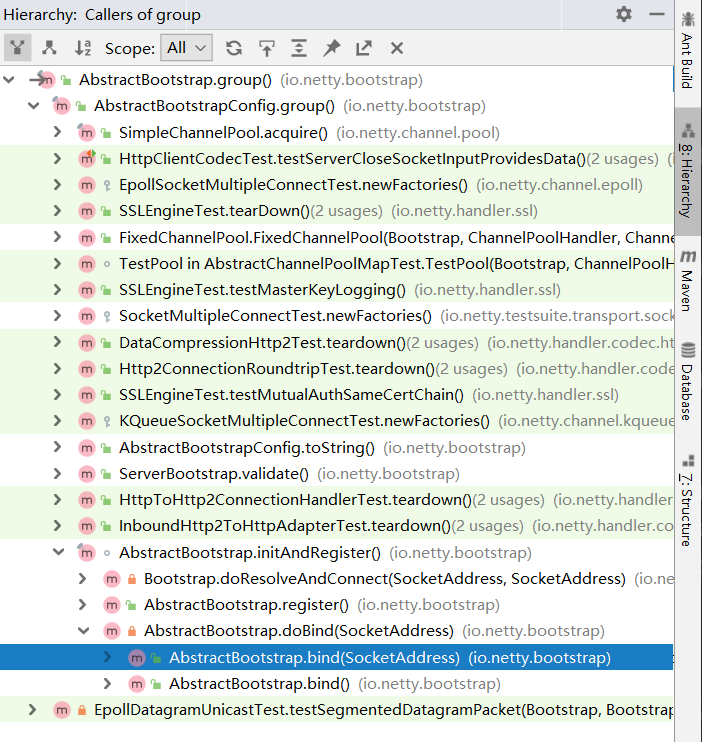 Hierarchy: Callers of group
Scope: All
AbstractBootstrap.group() (io.netty.bootstrap)
AbstractBootstrapConfig.group() (io.netty.bootstrap)
SimpleChannelPool.acquire() (io.netty.channel.pool)
HttpClientCodecTest.testServerCloseSocketInputProvidesData()(2 usages) (i
EpollSocketMultipleConnectTest.newFactories() (io.netty.channel.epoll)
SSLEngineTest.tearDown()(2 usages) (io.netty.handler.ssl)
FixedChannelPool.FixedChannelPool(Bootstrap, ChannelPoolHandler, Channe
TestPool in AbstractChannelPoolMapTest.TestPool(Bootstrap, ChannelPoolH
SSLEngineTest.testMasterKeyLogging() (io.netty.handler.ssl)
SocketMultipleConnectTest.newFactories() (io.netty.testsuite.transport.sock
DataCompressionHttp2Test.teardown()(2 usages) (io.netty.handler.codec.ht
Http2ConnectionRoundtripTest.teardown()(2 usages) (io.netty.handler.cod
SSLEngineTest.testMutualAuthSameCertChain() (io.netty.handler.ssl)
KQueueSocketMultipleConnectTest.newFactories() (io.netty.channel.kqueue
AbstractBootstrapConfig.toString() (io.netty.bootstrap)
ServerBootstrap.validate() (io.netty.bootstrap)
HttpToHttp2ConnectionHandlerTest.teardown()(2 usages) (io.netty.handler
InboundHttp2ToHttpAdapterTest.teardown()(2 usages) (io.netty.handler.co
AbstractBootstrap.initAndRegister() (io.netty.bootstrap)
Bootstrap.doResolveAndConnect(SocketAddress, SocketAddress) (io.net
AbstractBootstrap.register() (io.netty.bootstrap)
AbstractBootstrap.doBind(SocketAddress) (io.netty.bootstrap)
AbstractBootstrap.bind(SocketAddress) (io.netty.bootstrap)
AbstractBootstrap.bind() (io.netty.bootstrap)
EpollDatagramUnicastTest.testSegmentedDatagramPacket(Bootstrap, Bootstrap
Ant Build
8: Hierarchy
Maven
Database
7: Structure